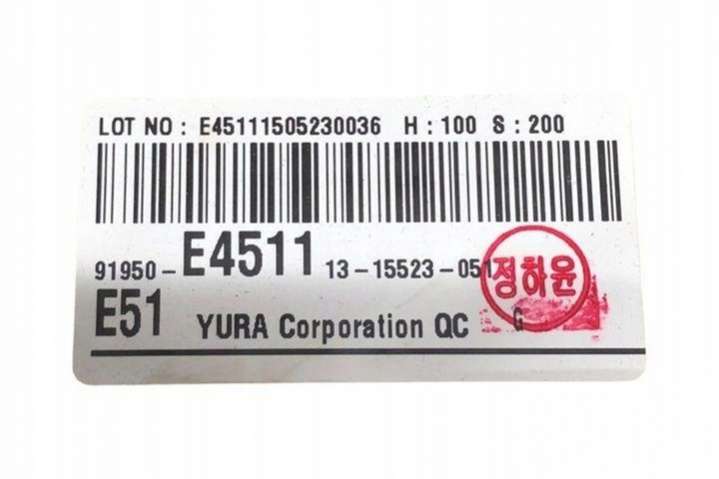 LOT NO : E45111505230036 H : 100 S : 200
91950-E4511 13-15523-051
정하윤
E51 YURA Corporation QC G